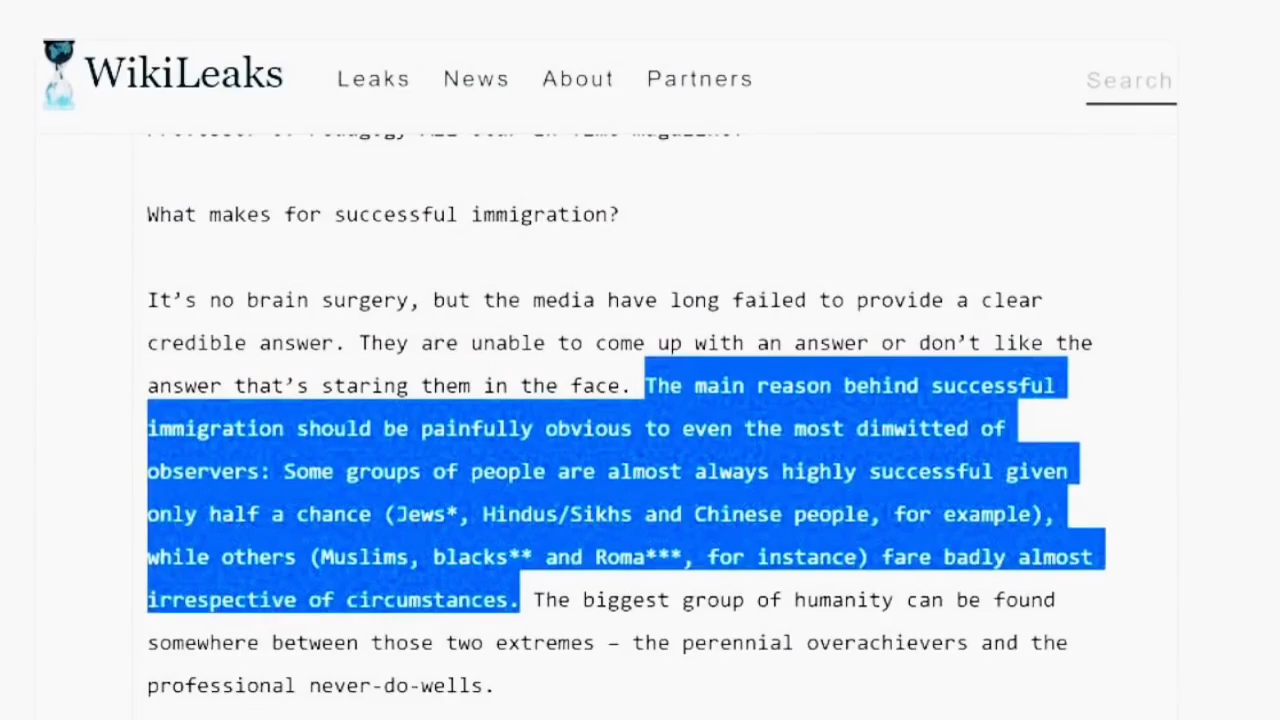 WikiLeaks
Leaks News About Partners
Search
What makes for successful immigration?
It’s no brain surgery, but the media have long failed to provide a clear
credible answer. They are unable to come up with an answer or don’t like the
answer that’s staring them in the face. The main reason behind successful
immigration should be painfully obvious to even the most dimwitted of
observers: Some groups of people are almost always highly successful given
only half a chance (Jews*, Hindus/Sikhs and Chinese people, for example),
while others (Muslims, blacks** and Roma***, for instance) fare badly almost
irrespective of circumstances. The biggest group of humanity can be found
somewhere between those two extremes – the perennial overachievers and the
professional never-do-wells.